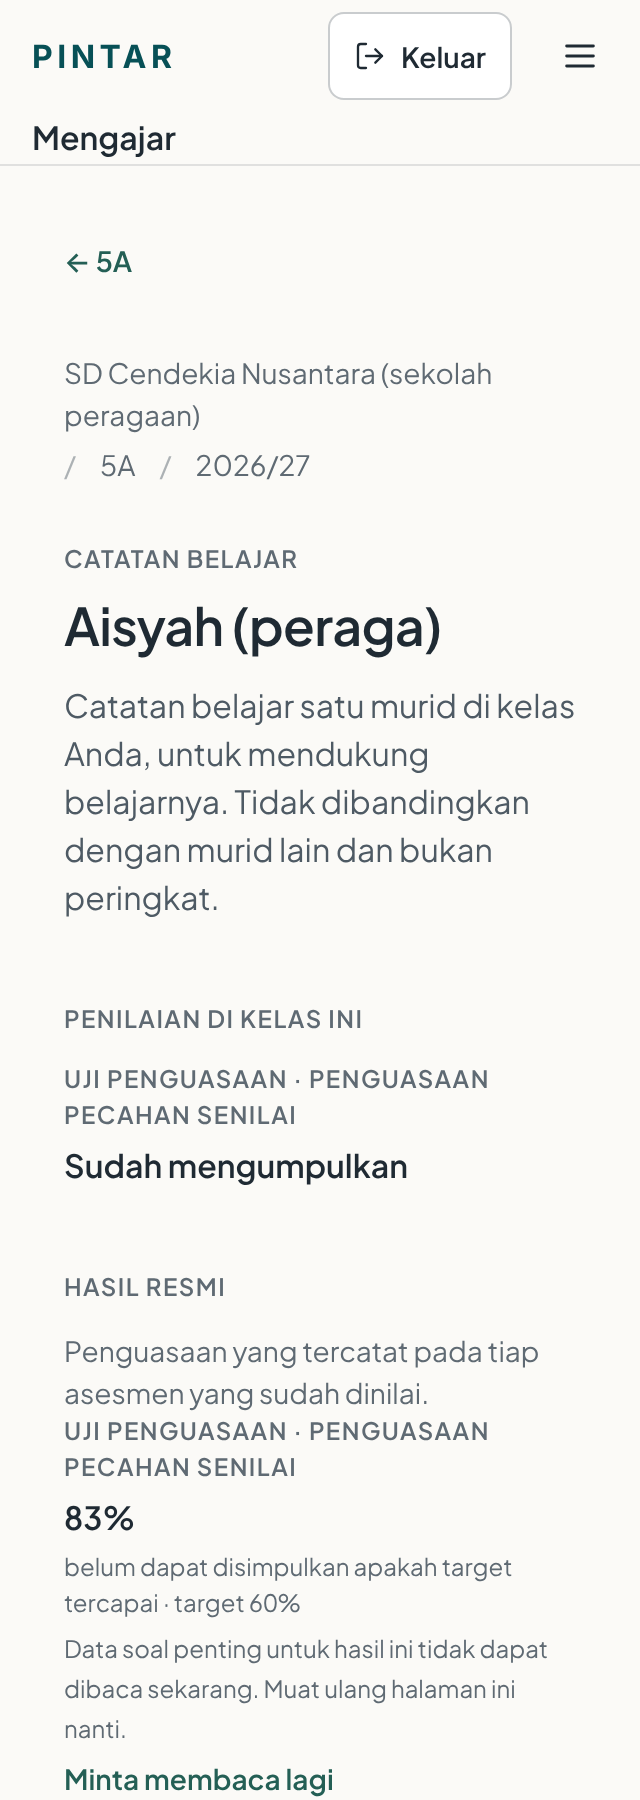 PINTAR
Keluar
Mengajar
← 5A
SD Cendekia Nusantara (sekolah
peragaan)
/ 5A / 2026/27
CATATAN BELAJAR
Aisyah (peraga)
Catatan belajar satu murid di kelas
Anda, untuk mendukung
belajarnya. Tidak dibandingkan
dengan murid lain dan bukan
peringkat.
PENILAIAN DI KELAS INI
UJI PENGUASAAN · PENGUASAAN
PECAHAN SENILAI
Sudah mengumpulkan
HASIL RESMI
Penguasaan yang tercatat pada tiap
asesmen yang sudah dinilai.
UJI PENGUASAAN · PENGUASAAN
PECAHAN SENILAI
83%
belum dapat disimpulkan apakah target
tercapai · target 60%
Data soal penting untuk hasil ini tidak dapat
dibaca sekarang. Muat ulang halaman ini
nanti.
Minta membaca lagi